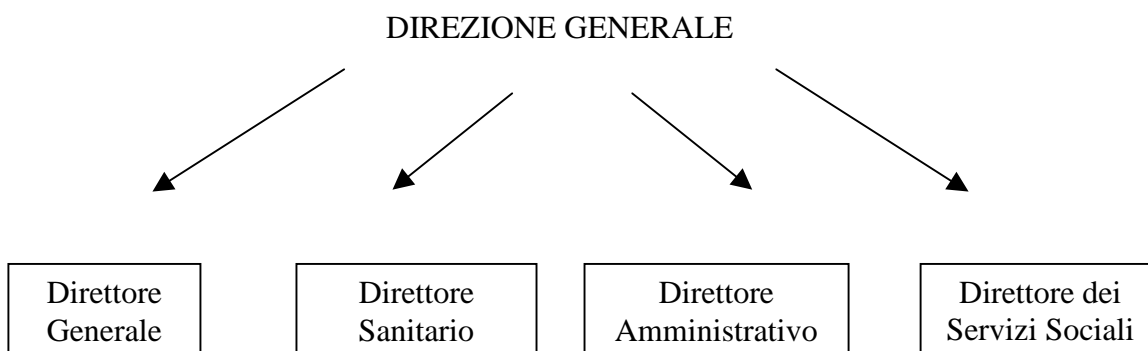 DIREZIONE GENERALE
Direttore
Generale
Direttore
Sanitario
Direttore
Amministrativo
Direttore dei
Servizi Sociali